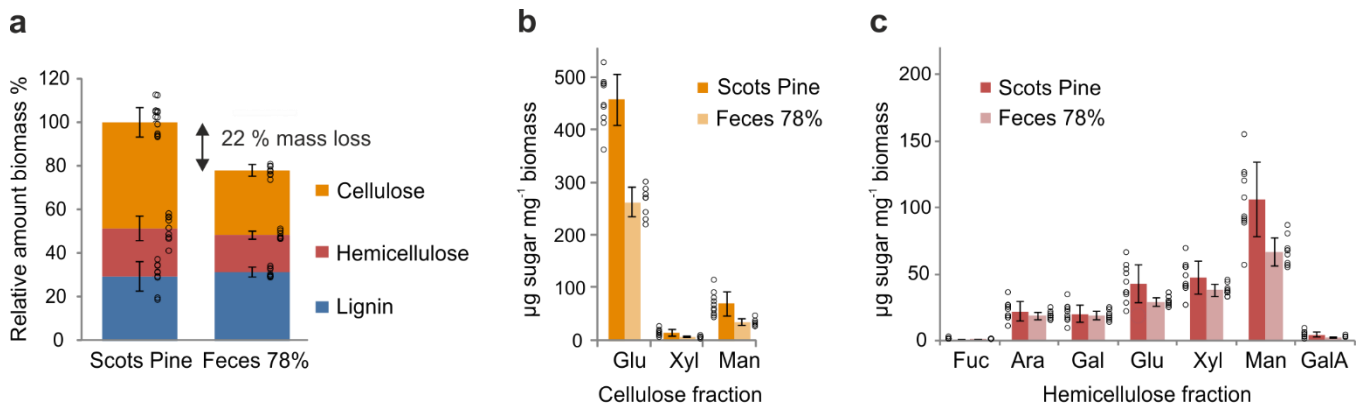 a
Relative amount biomass %
120
100
80
60
40
20
0
22 % mass loss
Cellulose
Hemicellulose
Lignin
Scots Pine
Feces 78%
b
µg sugar mg⁻¹ biomass
500
400
300
200
100
0
Scots Pine
Feces 78%
Glu Xyl Man
Cellulose fraction
c
µg sugar mg⁻¹ biomass
200
150
100
50
0
Scots Pine
Feces 78%
Fuc Ara Gal Glu Xyl Man GalA
Hemicellulose fraction